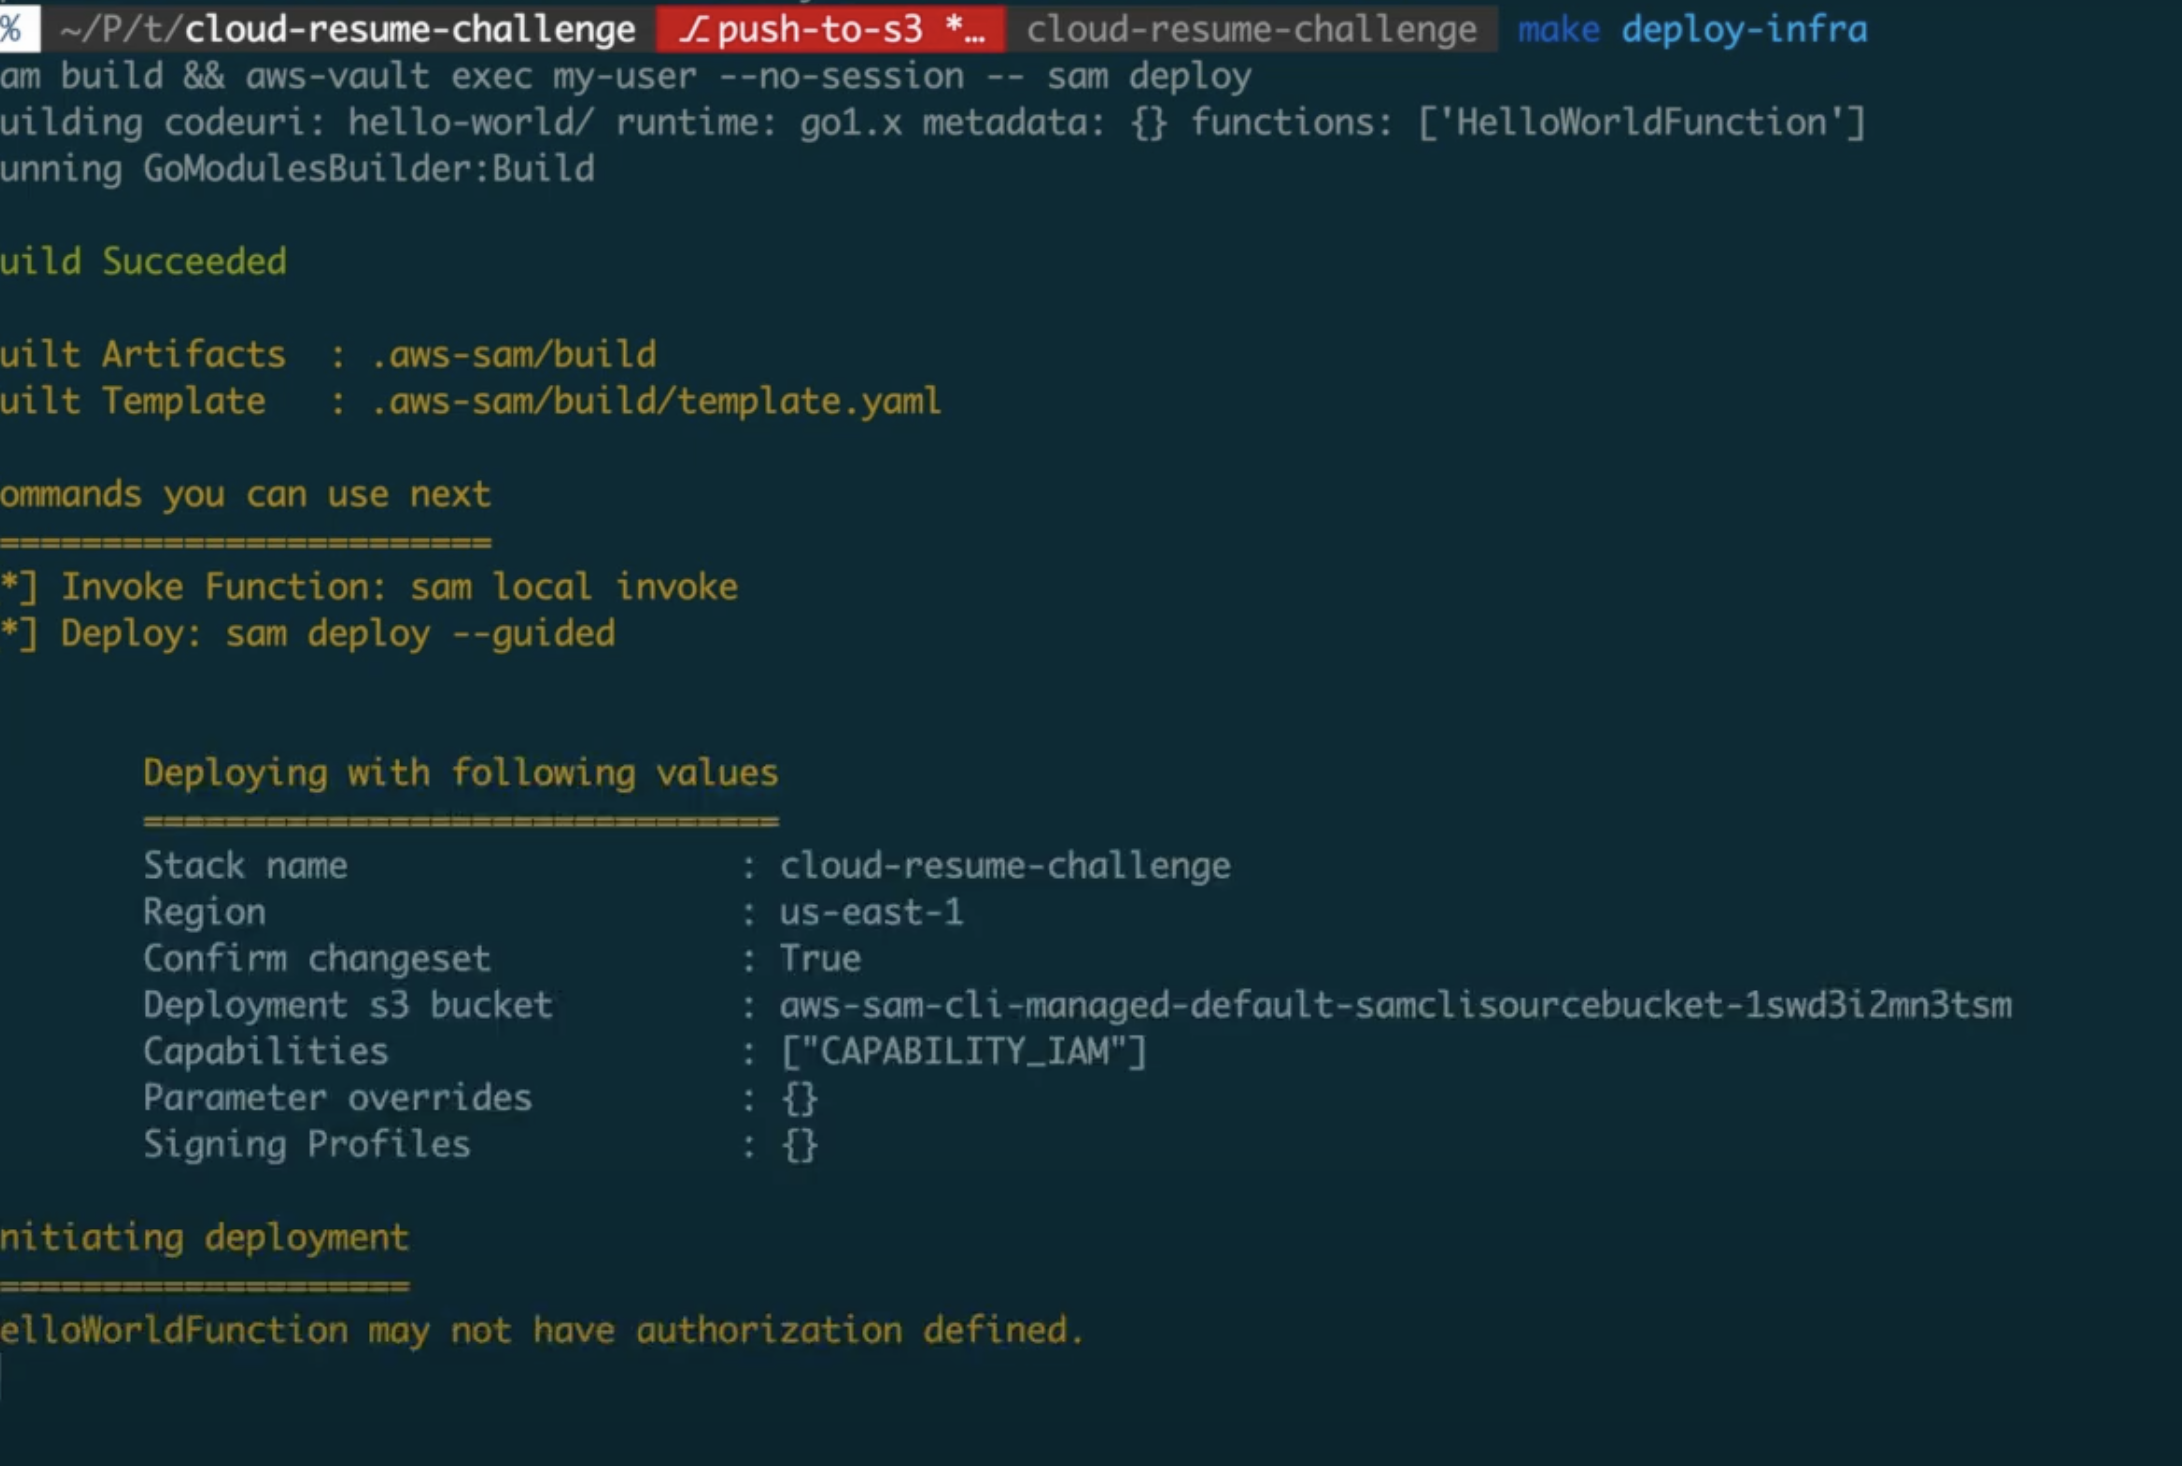 % ~/P/t/cloud-resume-challenge push-to-s3 *… cloud-resume-challenge make deploy-infra
am build && aws-vault exec my-user --no-session -- sam deploy
uilding codeuri: hello-world/ runtime: go1.x metadata: {} functions: ['HelloWorldFunction']
unning GoModulesBuilder:Build
uild Succeeded
uilt Artifacts  : .aws-sam/build
uilt Template   : .aws-sam/build/template.yaml
ommands you can use next
========================
*] Invoke Function: sam local invoke
*] Deploy: sam deploy --guided
Deploying with following values
===============================
Stack name                   : cloud-resume-challenge
Region                       : us-east-1
Confirm changeset            : True
Deployment s3 bucket         : aws-sam-cli-managed-default-samclisourcebucket-1swd3i2mn3tsm
Capabilities                 : ["CAPABILITY_IAM"]
Parameter overrides          : {}
Signing Profiles             : {}
nitiating deployment
====================
elloWorldFunction may not have authorization defined.